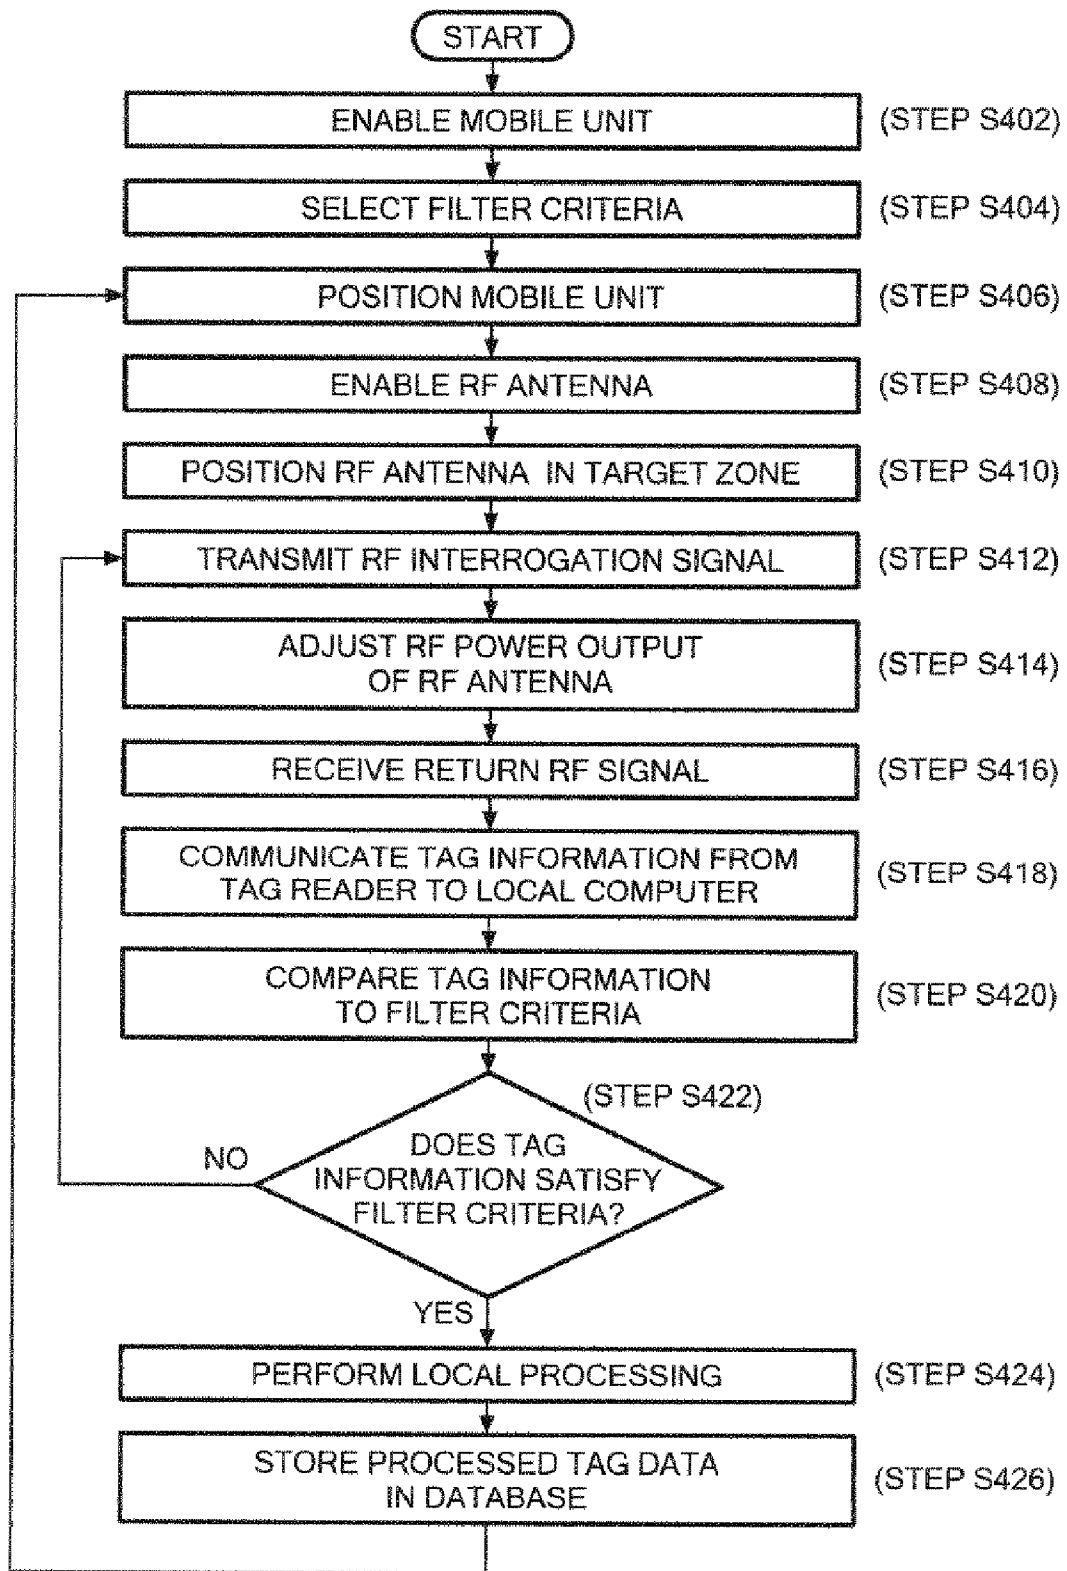 START
ENABLE MOBILE UNIT
(STEP S402)
SELECT FILTER CRITERIA
(STEP S404)
POSITION MOBILE UNIT
(STEP S406)
ENABLE RF ANTENNA
(STEP S408)
POSITION RF ANTENNA IN TARGET ZONE
(STEP S410)
TRANSMIT RF INTERROGATION SIGNAL
(STEP S412)
ADJUST RF POWER OUTPUT
OF RF ANTENNA
(STEP S414)
RECEIVE RETURN RF SIGNAL
(STEP S416)
COMMUNICATE TAG INFORMATION FROM
TAG READER TO LOCAL COMPUTER
(STEP S418)
COMPARE TAG INFORMATION
TO FILTER CRITERIA
(STEP S420)
(STEP S422)
NO
DOES TAG
INFORMATION SATISFY
FILTER CRITERIA?
YES
PERFORM LOCAL PROCESSING
(STEP S424)
STORE PROCESSED TAG DATA
IN DATABASE
(STEP S426)